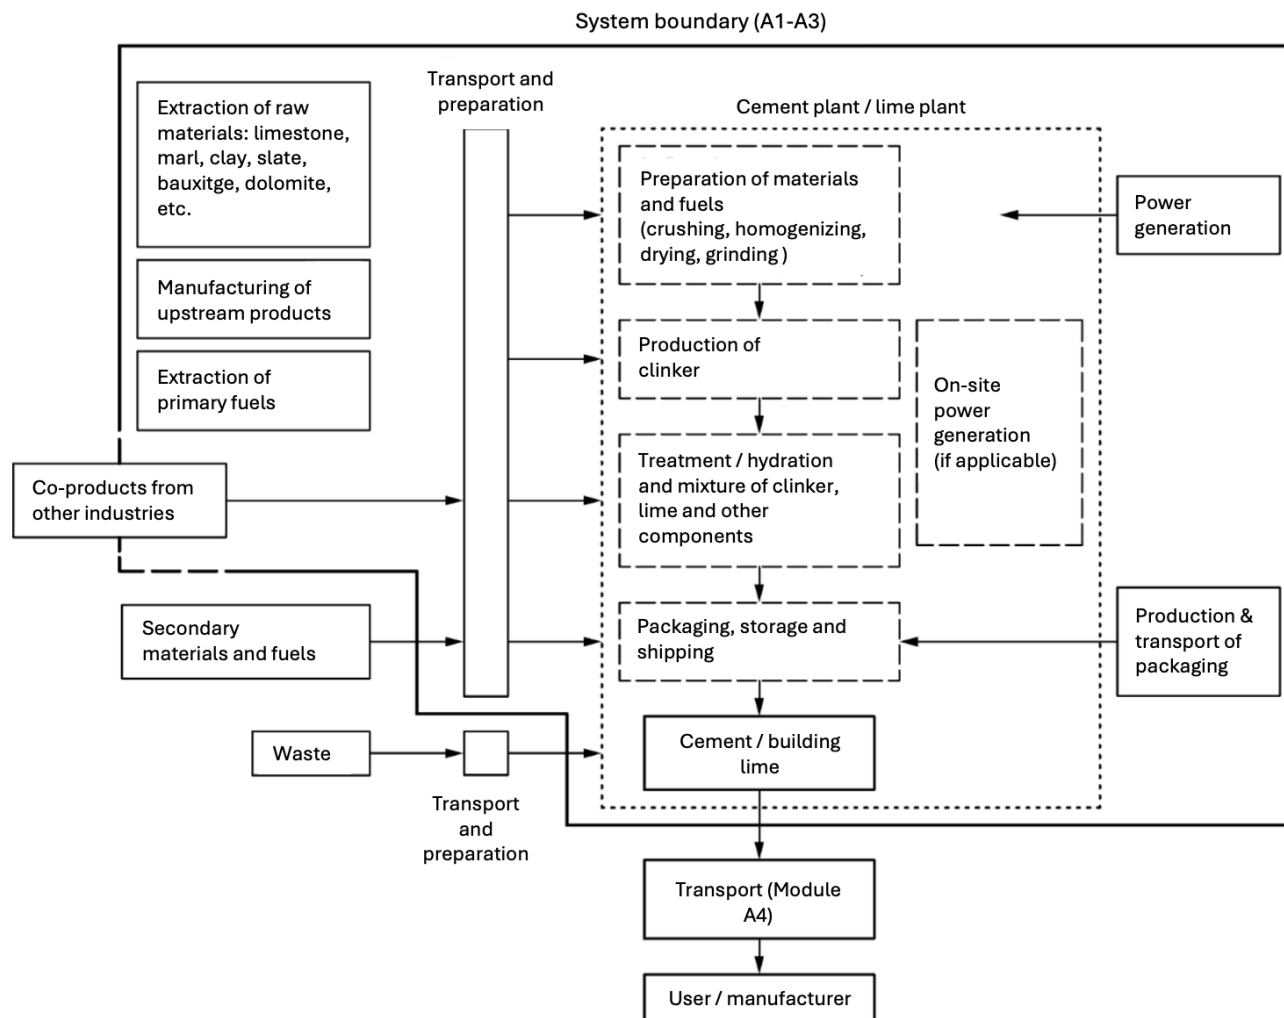 System boundary (A1-A3)
Transport and
preparation
Extraction of raw
materials: limestone,
marl, clay, slate,
bauxitge, dolomite,
etc.
Manufacturing of
upstream products
Extraction of
primary fuels
Co-products from
other industries
Secondary
materials and fuels
Waste
Transport
and
preparation
Cement plant / lime plant
Preparation of materials
and fuels
(crushing, homogenizing,
drying, grinding )
Production of
clinker
Treatment / hydration
and mixture of clinker,
lime and other
components
Packaging, storage and
shipping
Cement / building
lime
On-site
power
generation
(if applicable)
Power
generation
Production &
transport of
packaging
Transport (Module
A4)
User / manufacturer